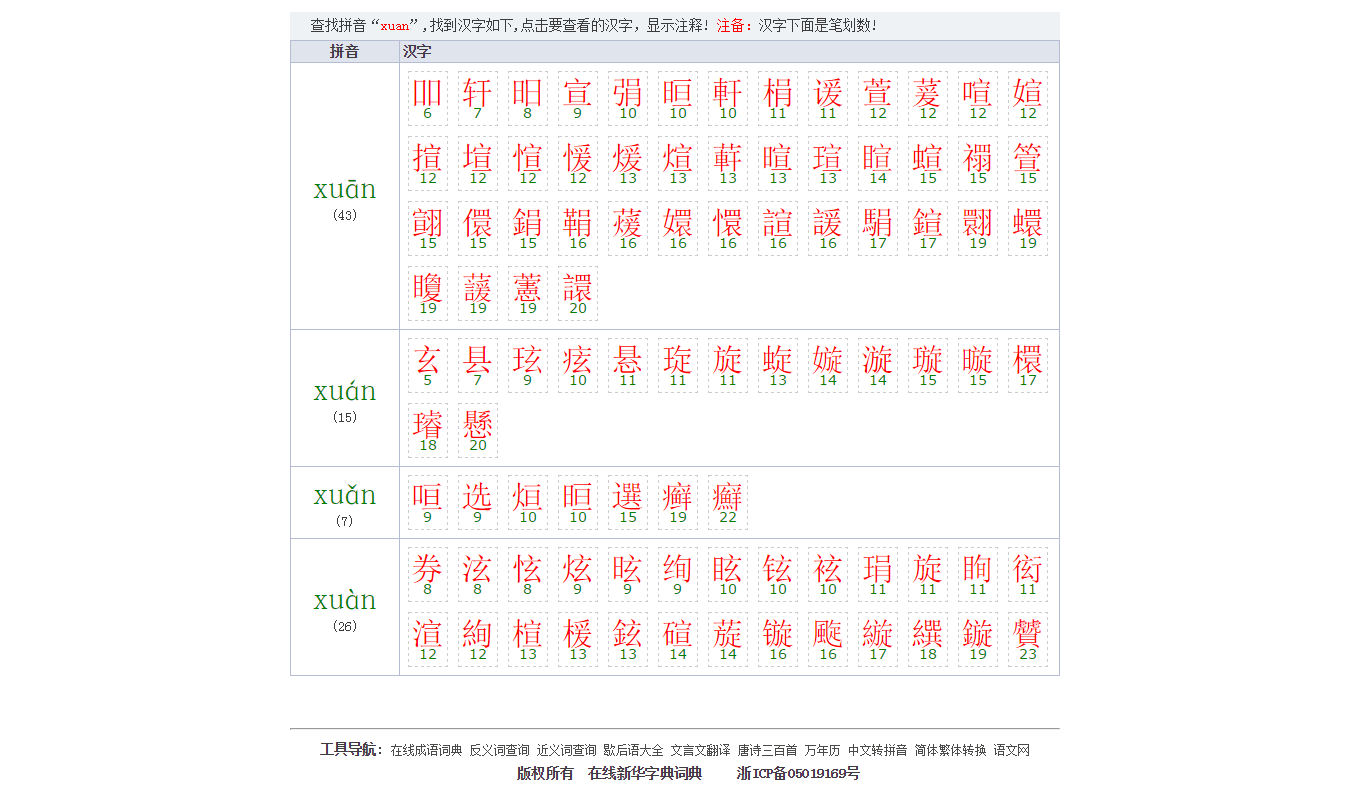 查找拼音“xuan”,找到汉字如下,点击要查看的汉字，显示注释! 注备：汉字下面是笔划数!
拼音 汉字
吅 轩 昍 宣 弲 晅 軒 梋 谖 萱 萲 喧 媗
6 7 8 9 10 10 10 11 11 12 12 12 12
揎 塇 愃 愋 煖 煊 蓒 暄 瑄 睻 蝖 禤 箮
12 12 12 12 13 13 13 13 13 14 15 15 15
xuān
(43)
翧 儇 鋗 鞙 蕿 嬛 懁 諠 諼 駽 鍹 翾 蠉
15 15 15 16 16 16 16 16 16 17 17 19 19
矎 藼 蘐 譞
19 19 19 20
玄 县 玹 痃 悬 琁 旋 蜁 嫙 漩 璇 暶 檈
5 7 9 10 11 11 11 13 14 14 15 15 17
xuán
(15)
璿 懸
18 20
咺 选 烜 晅 選 癣 癬
9 9 10 10 15 19 22
xuǎn
(7)
券 泫 怰 炫 昡 绚 眩 铉 袨 琄 旋 眴 衒
8 8 8 9 9 9 10 10 10 11 11 11 11
xuàn
(26)
渲 絢 楦 楥 鉉 碹 蔙 镟 颴 縼 繏 鏇 贙
12 12 13 13 13 14 14 16 16 17 18 19 23
工具导航: 在线成语词典 反义词查询 近义词查询 歇后语大全 文言文翻译 唐诗三百首 万年历 中文转拼音 简体繁体转换 语文网
版权所有 在线新华字典词典 浙ICP备05019169号